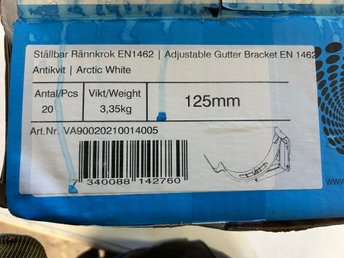 Ställbar Rännkrok EN1462 | Adjustable Gutter Bracket EN 1462
Antikvit | Arctic White
Antal/Pcs Vikt/Weight 125mm
20 3,35kg
Art.Nr. VA90020210014005
7 340088 142760